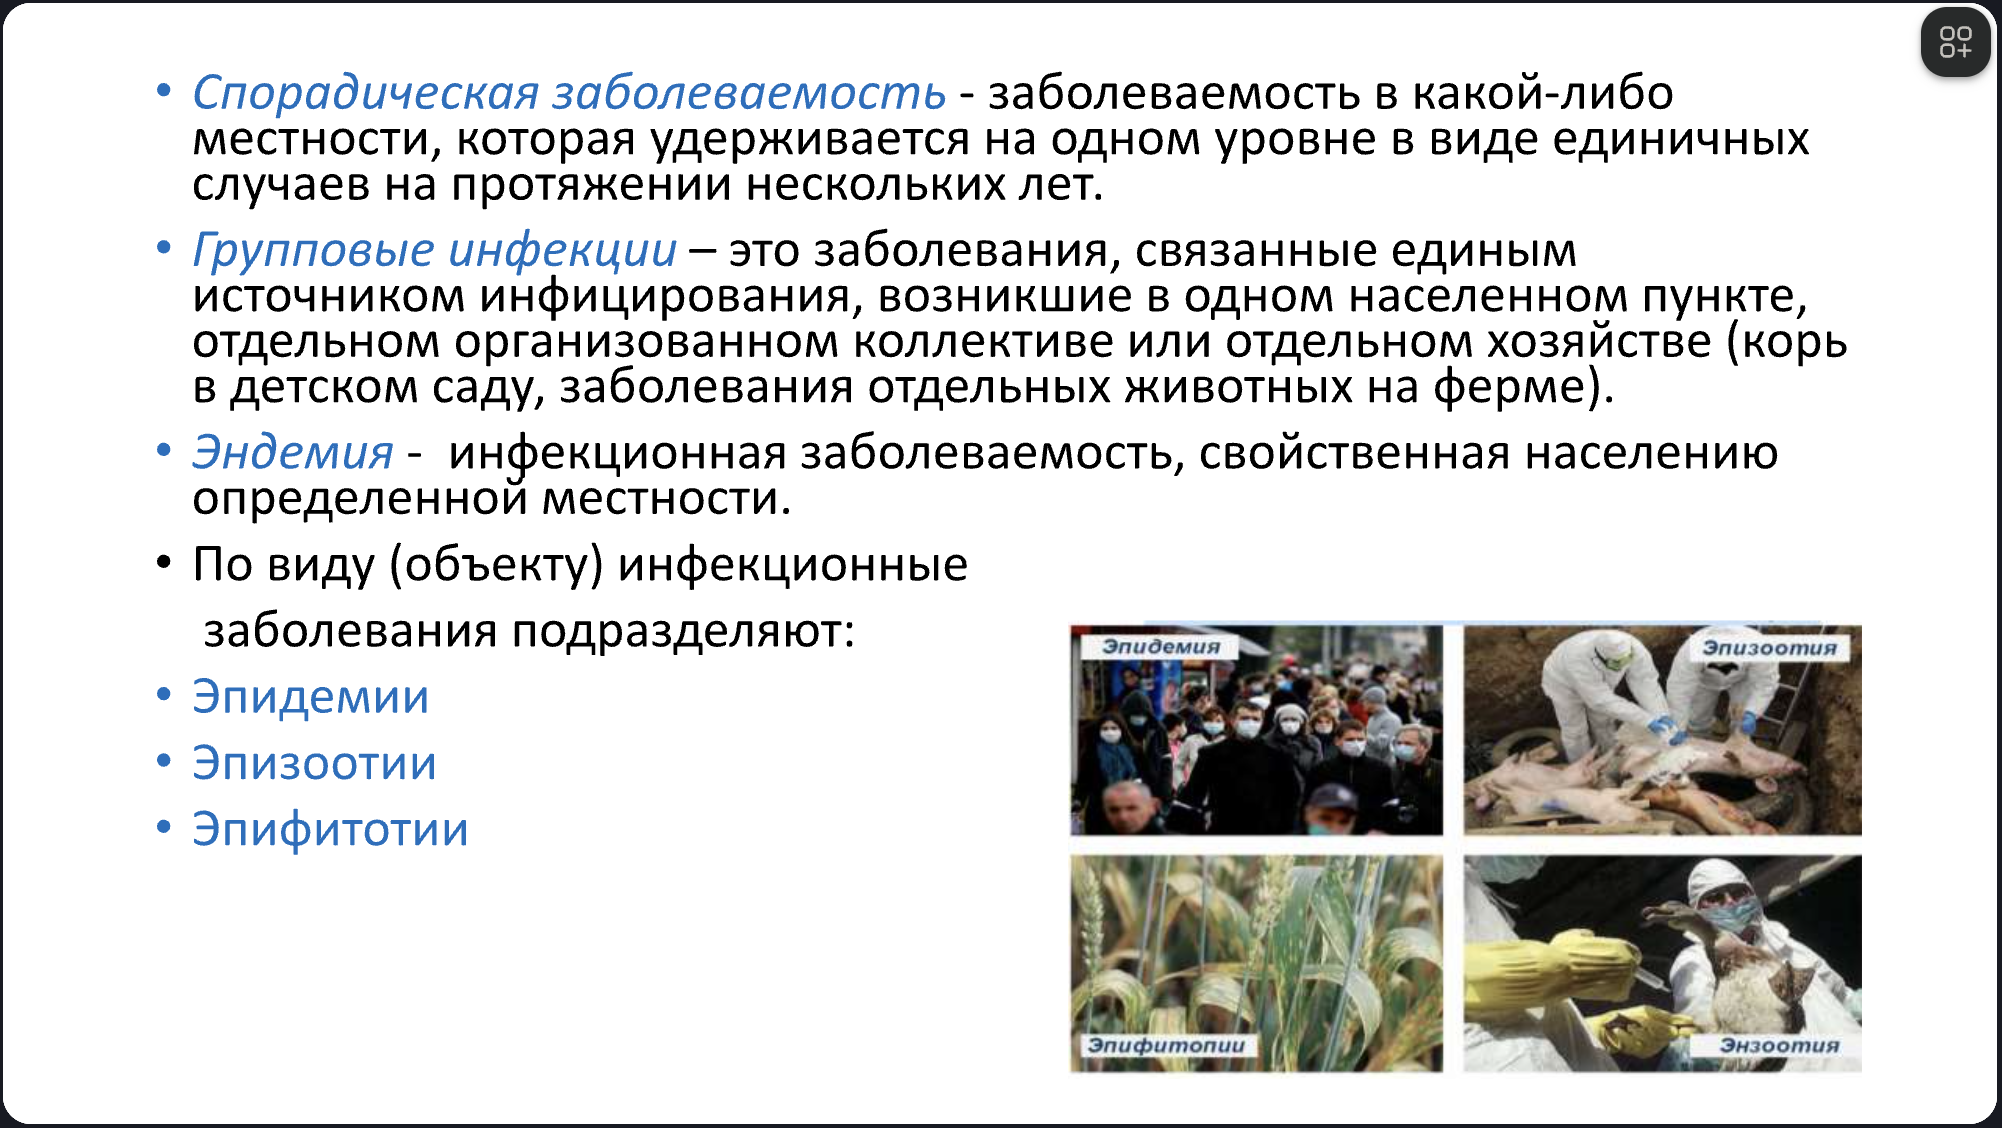 • Спорадическая заболеваемость - заболеваемость в какой-либо
местности, которая удерживается на одном уровне в виде единичных
случаев на протяжении нескольких лет.
• Групповые инфекции – это заболевания, связанные единым
источником инфицирования, возникшие в одном населенном пункте,
отдельном организованном коллективе или отдельном хозяйстве (корь
в детском саду, заболевания отдельных животных на ферме).
• Эндемия - инфекционная заболеваемость, свойственная населению
определенной местности.
• По виду (объекту) инфекционные
заболевания подразделяют:
• Эпидемии
• Эпизоотии
• Эпифитотии
Эпидемия
Эпизоотия
Эпифитопии
Энзоотия